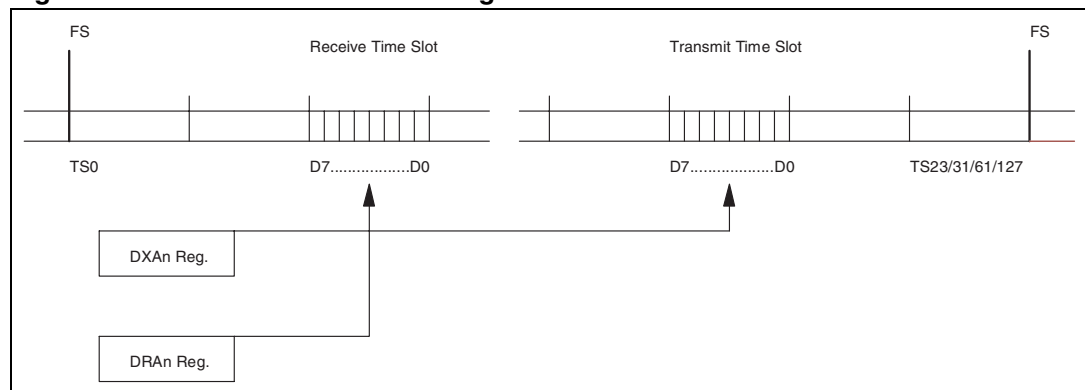 FS
FS
Receive Time Slot
Transmit Time Slot
TS0
D7..................D0
D7...................D0
TS23/31/61/127
DXAn Reg.
DRAn Reg.